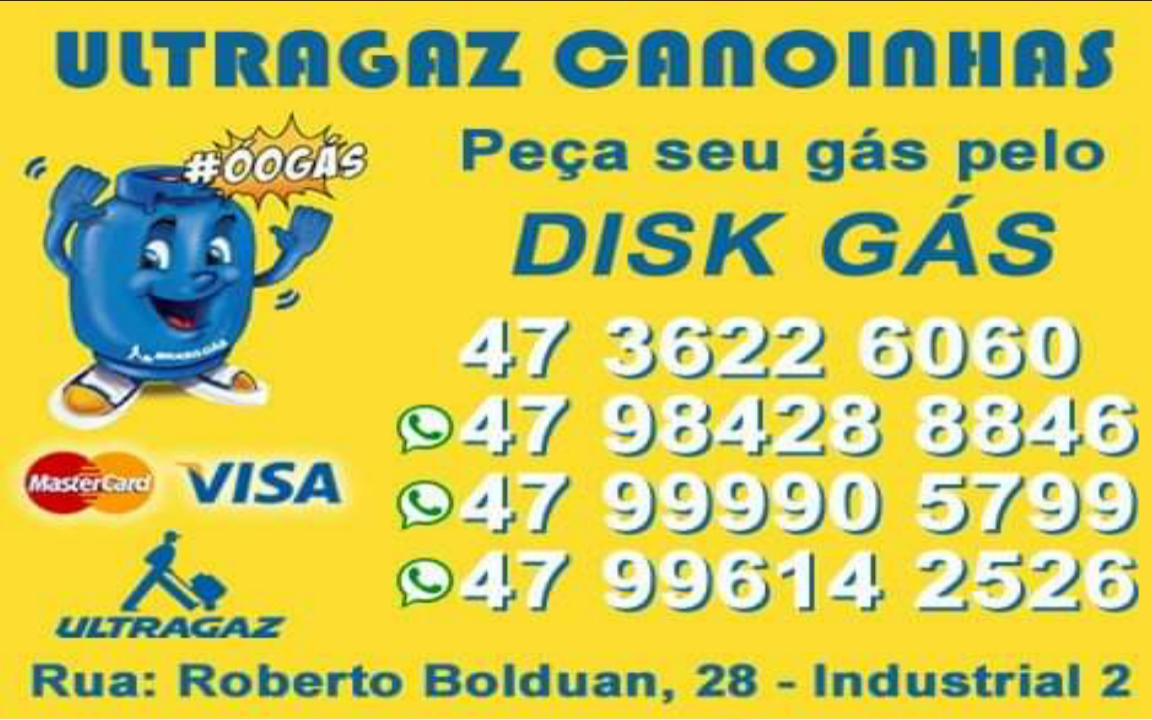 ULTRAGAZ CANOINHAS
#ÓOGÁS
Peça seu gás pelo
DISK GÁS
47 3622 6060
47 98428 8846
47 99990 5799
47 99614 2526
MasterCard VISA
ULTRAGAZ
Rua: Roberto Bolduan, 28 - Industrial 2